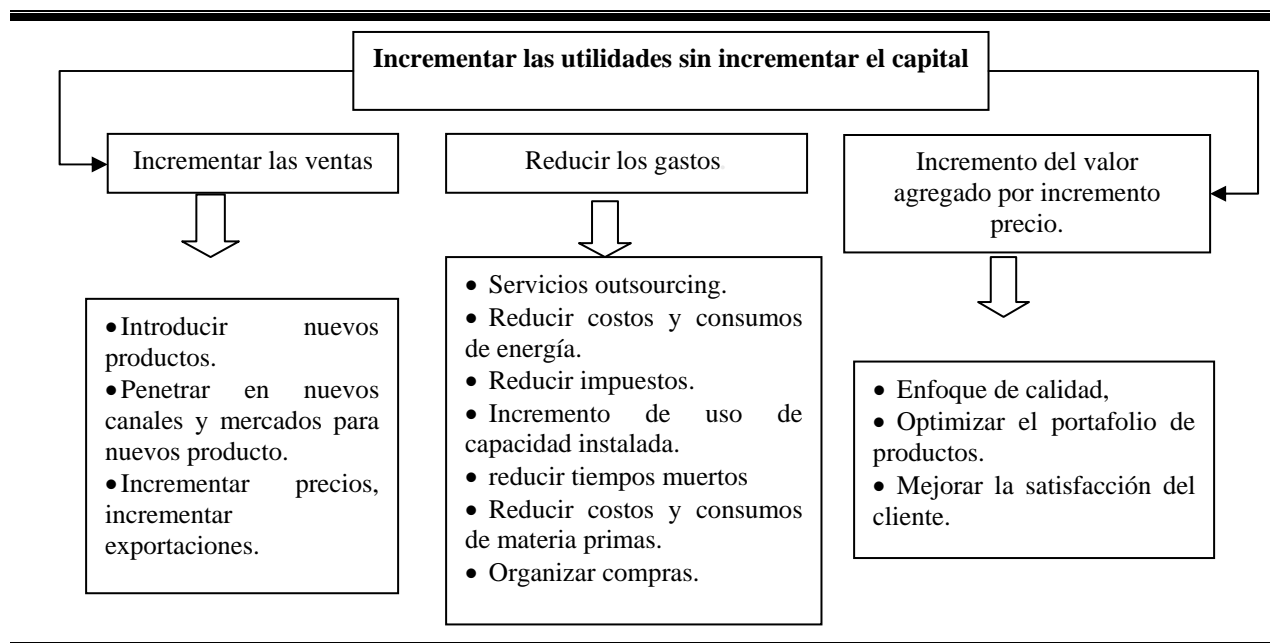 Incrementar las utilidades sin incrementar el capital
Incrementar las ventas
Reducir los gastos
Incremento del valor
agregado por incremento
precio.
• Introducir nuevos
productos.
• Penetrar en nuevos
canales y mercados para
nuevos producto.
• Incrementar precios,
incrementar
exportaciones.
• Servicios outsourcing.
• Reducir costos y consumos
de energía.
• Reducir impuestos.
• Incremento de uso de
capacidad instalada.
• reducir tiempos muertos
• Reducir costos y consumos
de materia primas.
• Organizar compras.
• Enfoque de calidad,
• Optimizar el portafolio de
productos.
• Mejorar la satisfacción del
cliente.